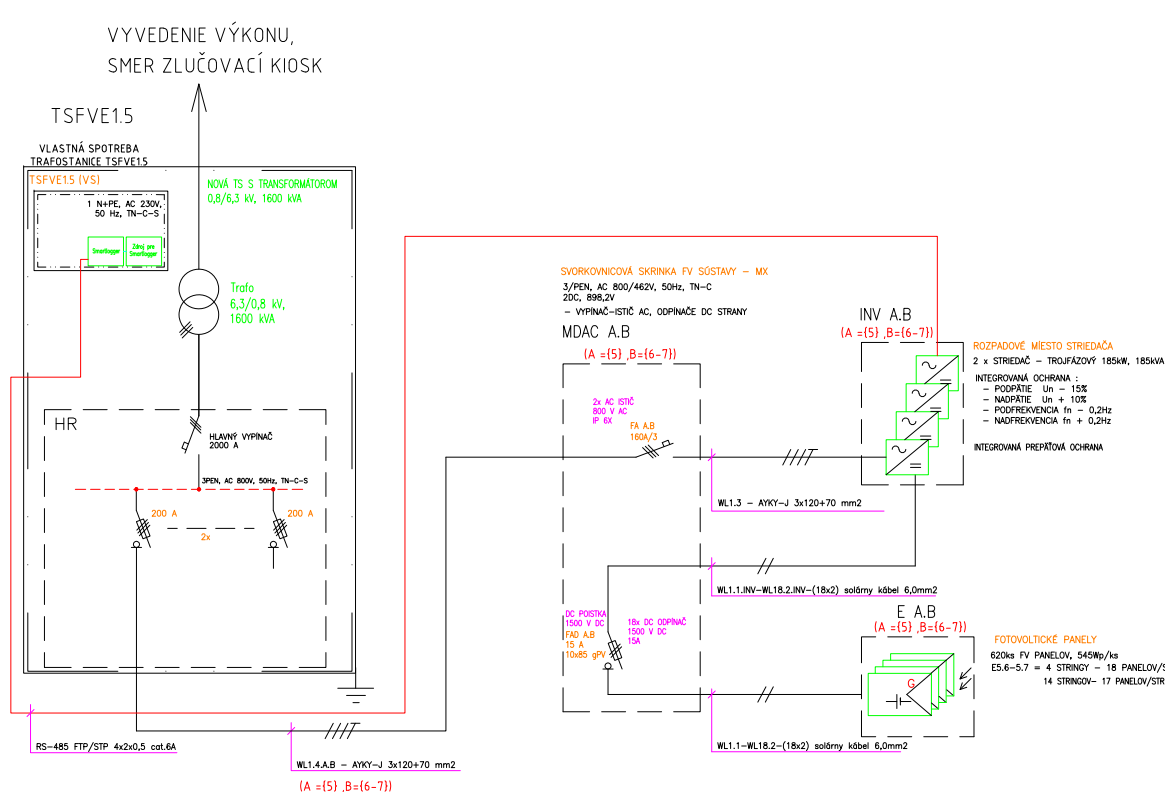 VYVEDENIE VÝKONU,
SMER ZLUČOVACÍ KIOSK
TSFVE1.5
VLASTNÁ SPOTREBA
TRAFOSTANICE TSFVE1.5
TSFVE1.5 (VS)
1 N+PE, AC 230V,
50 Hz, TN-C-S
Smartlogger
Zdroj pre
Smartlogger
NOVÁ TS S TRANSFORMÁTOROM
0,8/6,3 kV, 1600 kVA
Trafo
6,3/0,8 kV,
1600 kVA
HR
HLAVNÝ VYPÍNAČ
2000 A
3PEN, AC 800V, 50Hz, TN-C-S
200 A
200 A
2x
RS-485 FTP/STP 4x2x0,5 cat.6A
WL1.4.A.B - AYKY-J 3x120+70 mm2
(A ={5} ,B={6-7})
SVORKOVNICOVÁ SKRINKA FV SÚSTAVY - MX
3/PEN, AC 800/462V, 50Hz, TN-C
2DC, 898,2V
- VYPÍNAČ-ISTIČ AC, ODPÍNAČE DC STRANY
MDAC A.B
(A ={5} ,B={6-7})
2x AC ISTIČ
800 V AC
IP 6X
FA A.B
160A/3
WL1.3 - AYKY-J 3x120+70 mm2
WL1.1.INV-WL18.2.INV-(18x2) solárny kábel 6,0mm2
DC POISTKA
1500 V DC
FAD A.B
15 A
10x85 gPV
18x DC ODPÍNAČ
1500 V DC
15A
WL1.1-WL18.2-(18x2) solárny kábel 6,0mm2
INV A.B
(A ={5} ,B={6-7})
ROZPADOVÉ MIESTO STRIEDAČA
2 x STRIEDAČ - TROJFÁZOVÝ 185kW, 185kVA
INTEGROVANÁ OCHRANA :
- PODPÄTIE Un - 15%
- NADPÄTIE Un + 10%
- PODFREKVENCIA fn - 0,2Hz
- NADFREKVENCIA fn + 0,2Hz
INTEGROVANÁ PREPÄŤOVÁ OCHRANA
E A.B
(A ={5} ,B={6-7})
G
FOTOVOLTICKÉ PANELY
620ks FV PANELOV, 545Wp/ks
E5.6-5.7 = 4 STRINGY - 18 PANELOV/S
14 STRINGOV- 17 PANELOV/STR